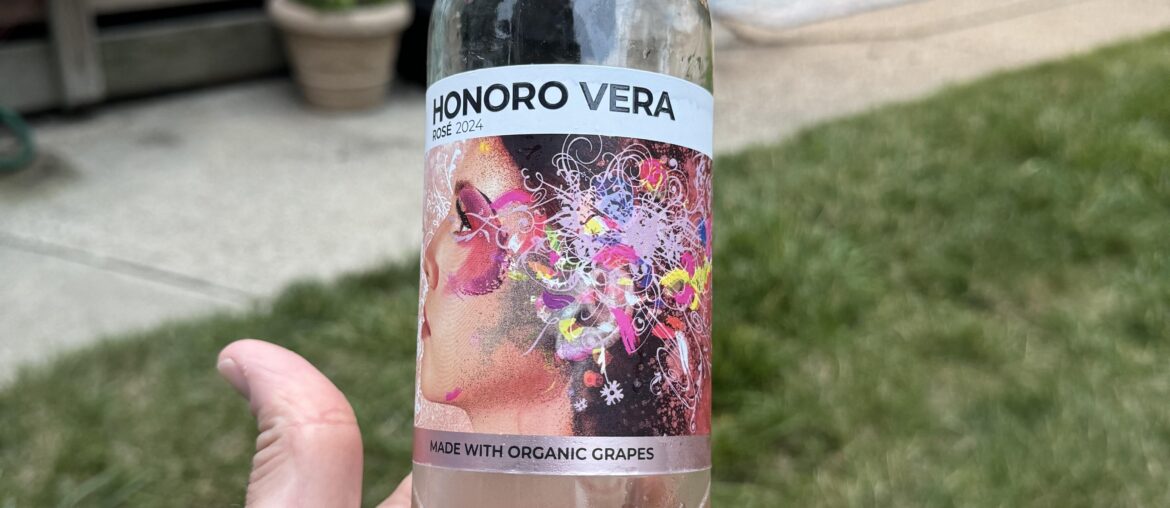 HONORO VERA
ROSÉ 2024
MADE WITH ORGANIC GRAPES